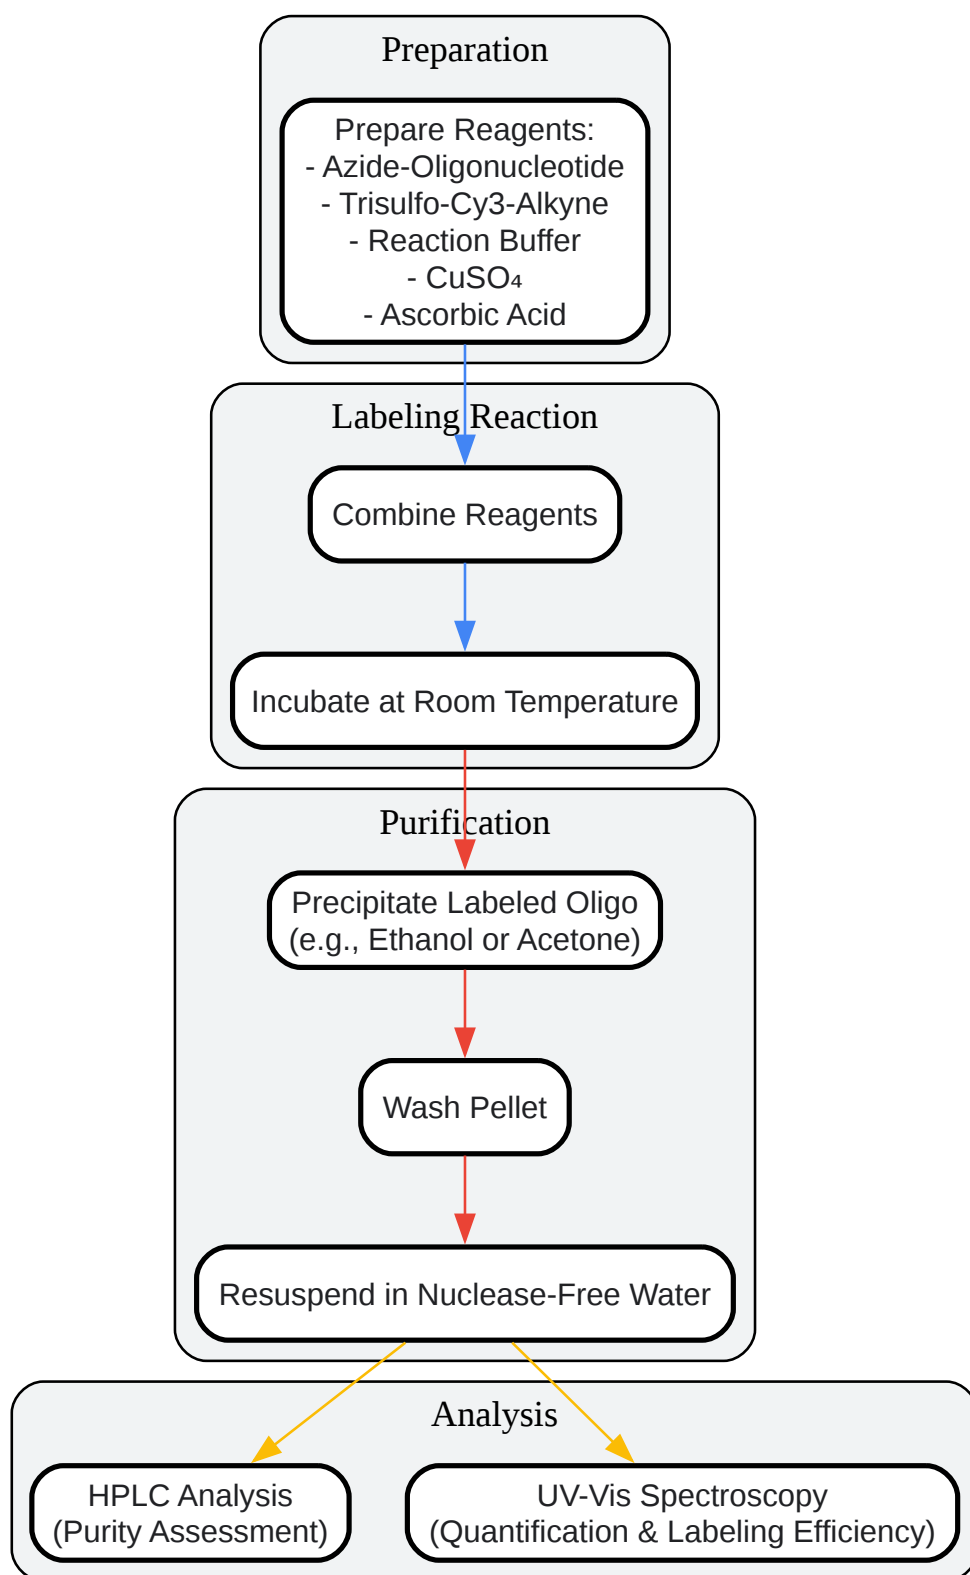 Preparation
Prepare Reagents:
- Azide-Oligonucleotide
- Trisulfo-Cy3-Alkyne
- Reaction Buffer
- CuSO₄
- Ascorbic Acid
Labeling Reaction
Combine Reagents
Incubate at Room Temperature
Purification
Precipitate Labeled Oligo
(e.g., Ethanol or Acetone)
Wash Pellet
Resuspend in Nuclease-Free Water
Analysis
HPLC Analysis
(Purity Assessment)
UV-Vis Spectroscopy
(Quantification & Labeling Efficiency)